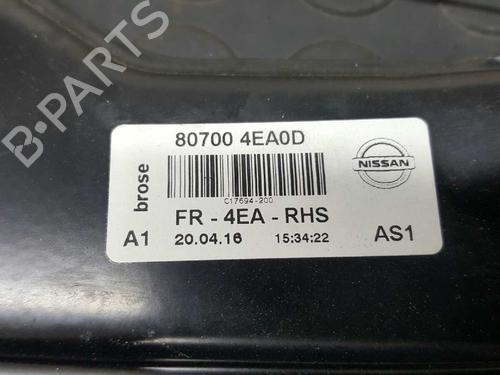 B-PARTS
80700 4EA0D
brose
C17694-200
NISSAN
FR - 4EA - RHS
A1
20.04.16
15:34:22
AS1